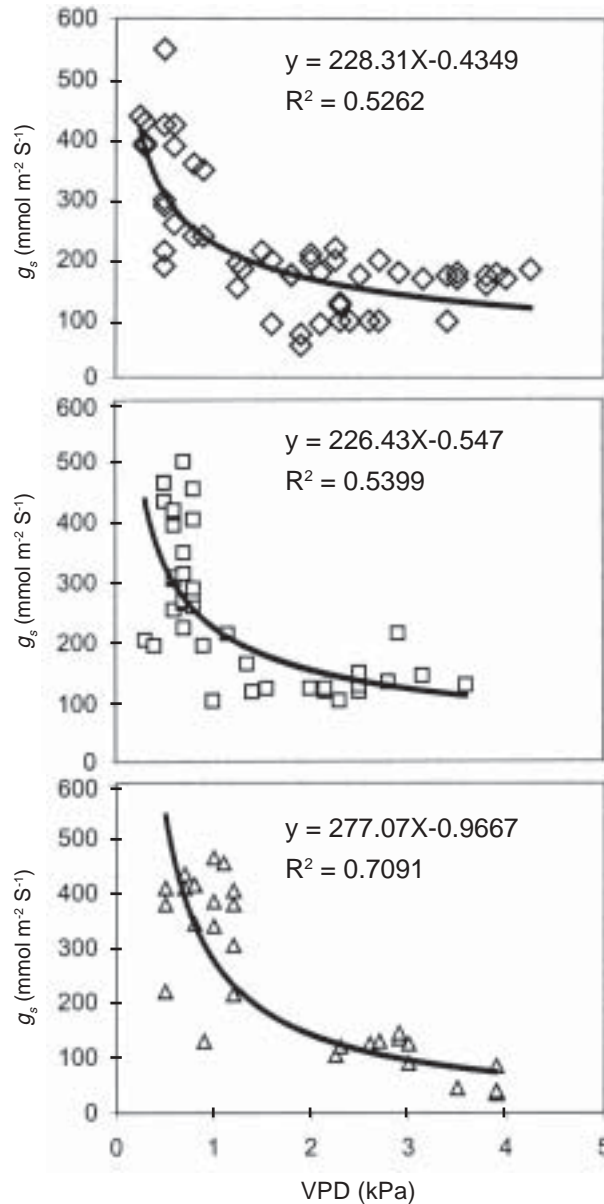 600
500
400
300
200
100
0
gs (mmol m-2 S-1)
y = 228.31X-0.4349
R2 = 0.5262
600
500
400
300
200
100
0
gs (mmol m-2 S-1)
y = 226.43X-0.547
R2 = 0.5399
600
500
400
300
200
100
0
gs (mmol m-2 S-1)
y = 277.07X-0.9667
R2 = 0.7091
0 1 2 3 4 5
VPD (kPa)